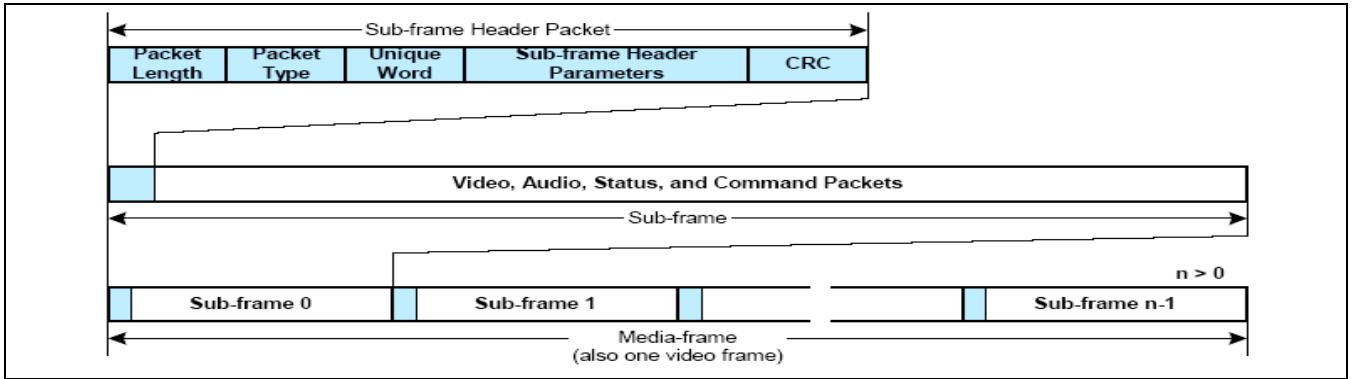 Sub-frame Header Packet
Packet Length
Packet Type
Unique Word
Sub-frame Header Parameters
CRC
Video, Audio, Status, and Command Packets
Sub-frame
n > 0
Sub-frame 0
Sub-frame 1
Sub-frame n-1
Media-frame
(also one video frame)